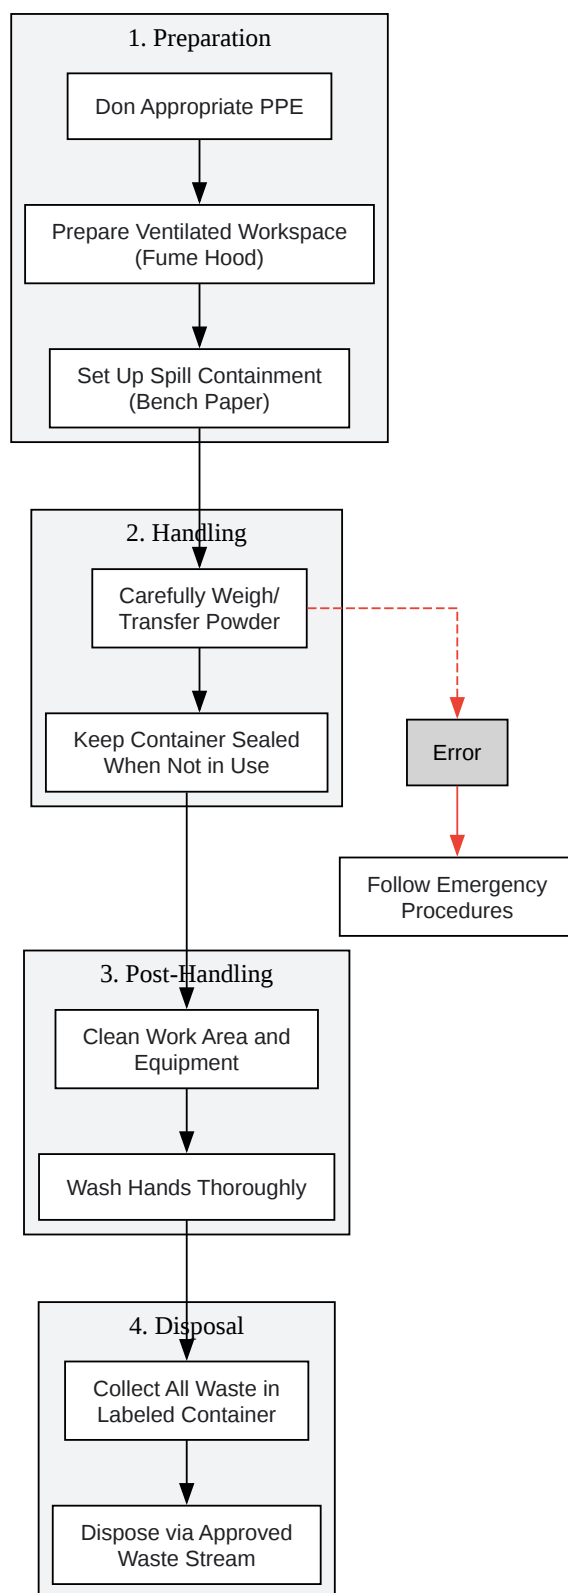 1. Preparation
Don Appropriate PPE
Prepare Ventilated Workspace
(Fume Hood)
Set Up Spill Containment
(Bench Paper)
2. Handling
Carefully Weigh/
Transfer Powder
Keep Container Sealed
When Not in Use
Error
Follow Emergency
Procedures
3. Post-Handling
Clean Work Area and
Equipment
Wash Hands Thoroughly
4. Disposal
Collect All Waste in
Labeled Container
Dispose via Approved
Waste Stream